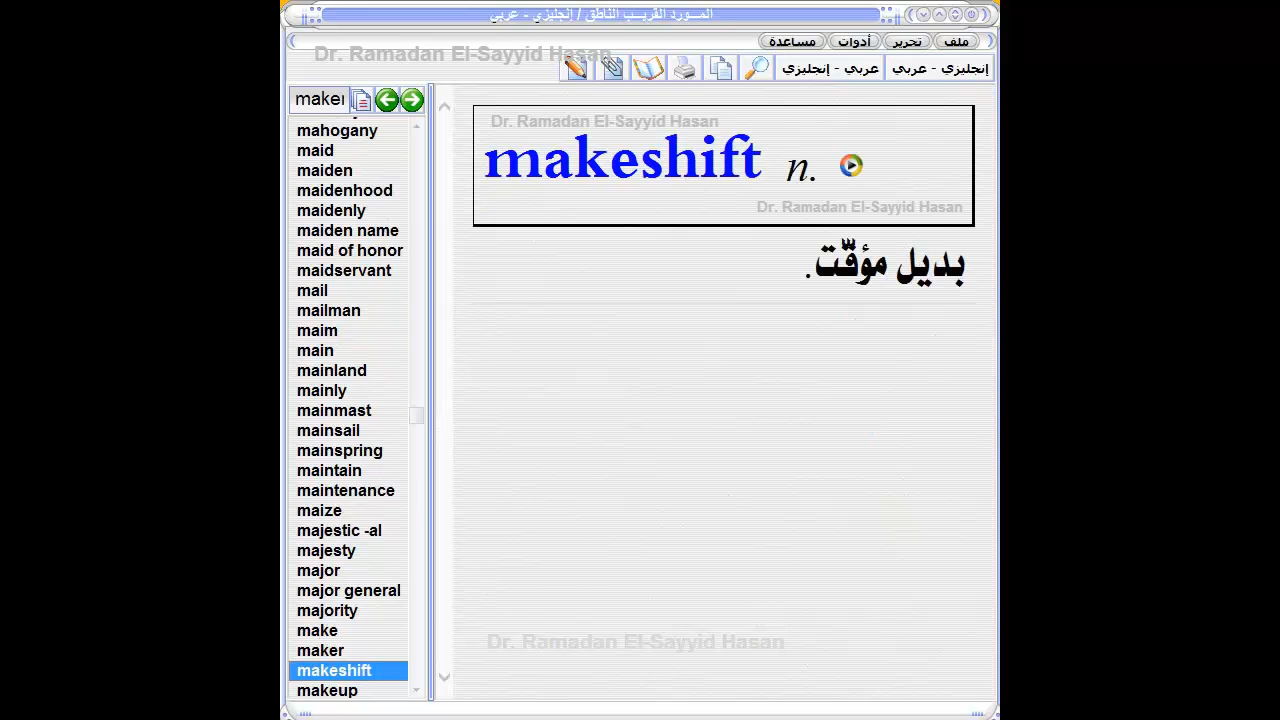 المـــورد القريــب الناطق / إنجليزي - عربي
ملف
تحرير
أدوات
مساعدة
Dr. Ramadan El-Sayyid Hasan
إنجليزي - عربي
عربي - إنجليزي
maker
mahogany
maid
maiden
maidenhood
maidenly
maiden name
maid of honor
maidservant
mail
mailman
maim
main
mainland
mainly
mainmast
mainsail
mainspring
maintain
maintenance
maize
majestic -al
majesty
major
major general
majority
make
maker
makeshift
makeup
Dr. Ramadan El-Sayyid Hasan
makeshift n.
Dr. Ramadan El-Sayyid Hasan
بديل مؤقّت.
Dr. Ramadan El-Sayyid Hasan